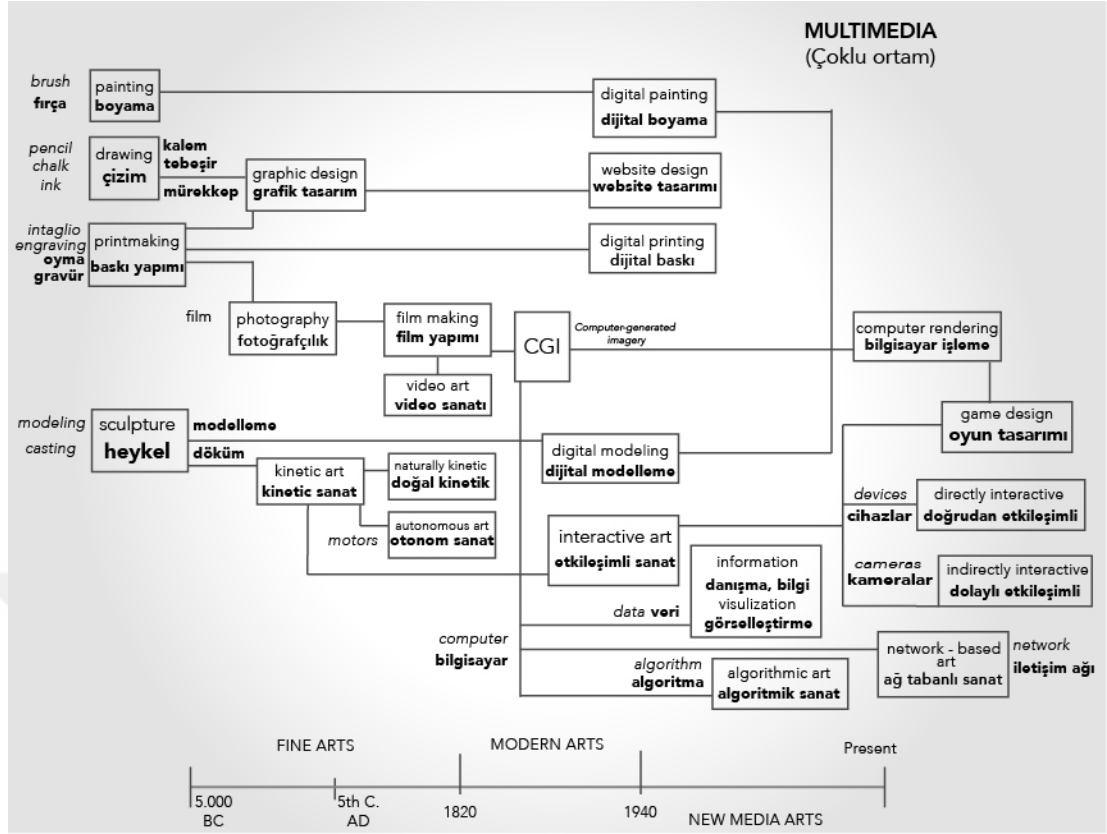 MULTIMEDIA
(Çoklu ortam)
brush
fırça
painting
boyama
digital painting
dijital boyama
pencil
chalk
ink
drawing
çizim
kalem
tebeşir
mürekkep
graphic design
grafik tasarım
website design
website tasarımı
intaglio
engraving
oyma
gravür
printmaking
baskı yapımı
digital printing
dijital baskı
film
photography
fotoğrafçılık
film making
film yapımı
CGI
Computer-generated
imagery
computer rendering
bilgisayar işleme
video art
video sanatı
modeling
casting
sculpture
heykel
modelleme
döküm
game design
oyun tasarımı
digital modeling
dijital modelleme
kinetic art
kinetic sanat
naturally kinetic
doğal kinetik
devices
cihazlar
directly interactive
doğrudan etkileşimli
motors
autonomous art
otonom sanat
interactive art
etkileşimli sanat
cameras
kameralar
indirectly interactive
dolaylı etkileşimli
information
danışma, bilgi
visulization
görselleştirme
data veri
computer
bilgisayar
network - based
art
ağ tabanlı sanat
network
iletişim ağı
algorithm
algoritma
algorithmic art
algoritmik sanat
FINE ARTS
MODERN ARTS
Present
5.000
BC
5th C.
AD
1820
1940
NEW MEDIA ARTS